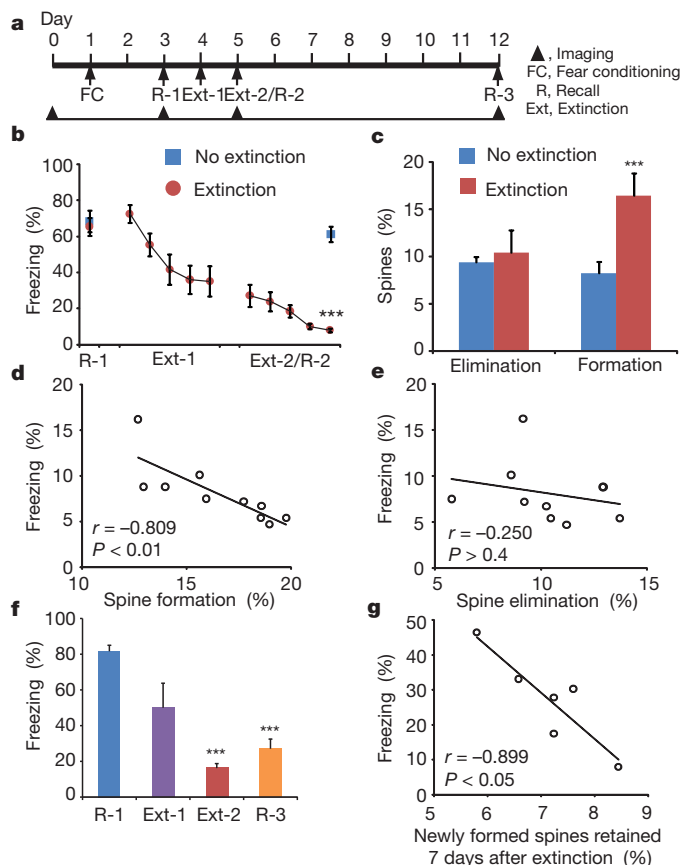 a
Day
0 1 2 3 4 5 6 7 8 9 10 11 12
FC R-1 Ext-1 Ext-2/R-2 R-3
▲, Imaging
FC, Fear conditioning
R, Recall
Ext, Extinction
b
No extinction
Extinction
Freezing (%)
100
80
60
40
20
0
***
R-1 Ext-1 Ext-2/R-2
c
No extinction
Extinction
Spines (%)
20
15
10
5
0
***
Elimination Formation
d
Freezing (%)
20
15
10
5
0
r = –0.809
P < 0.01
10 15 20
Spine formation (%)
e
Freezing (%)
20
15
10
5
0
r = –0.250
P > 0.4
5 10 15
Spine elimination (%)
f
Freezing (%)
100
80
60
40
20
0
*** ***
R-1 Ext-1 Ext-2 R-3
g
Freezing (%)
50
40
30
20
10
0
r = –0.899
P < 0.05
5 6 7 8 9
Newly formed spines retained
7 days after extinction (%)